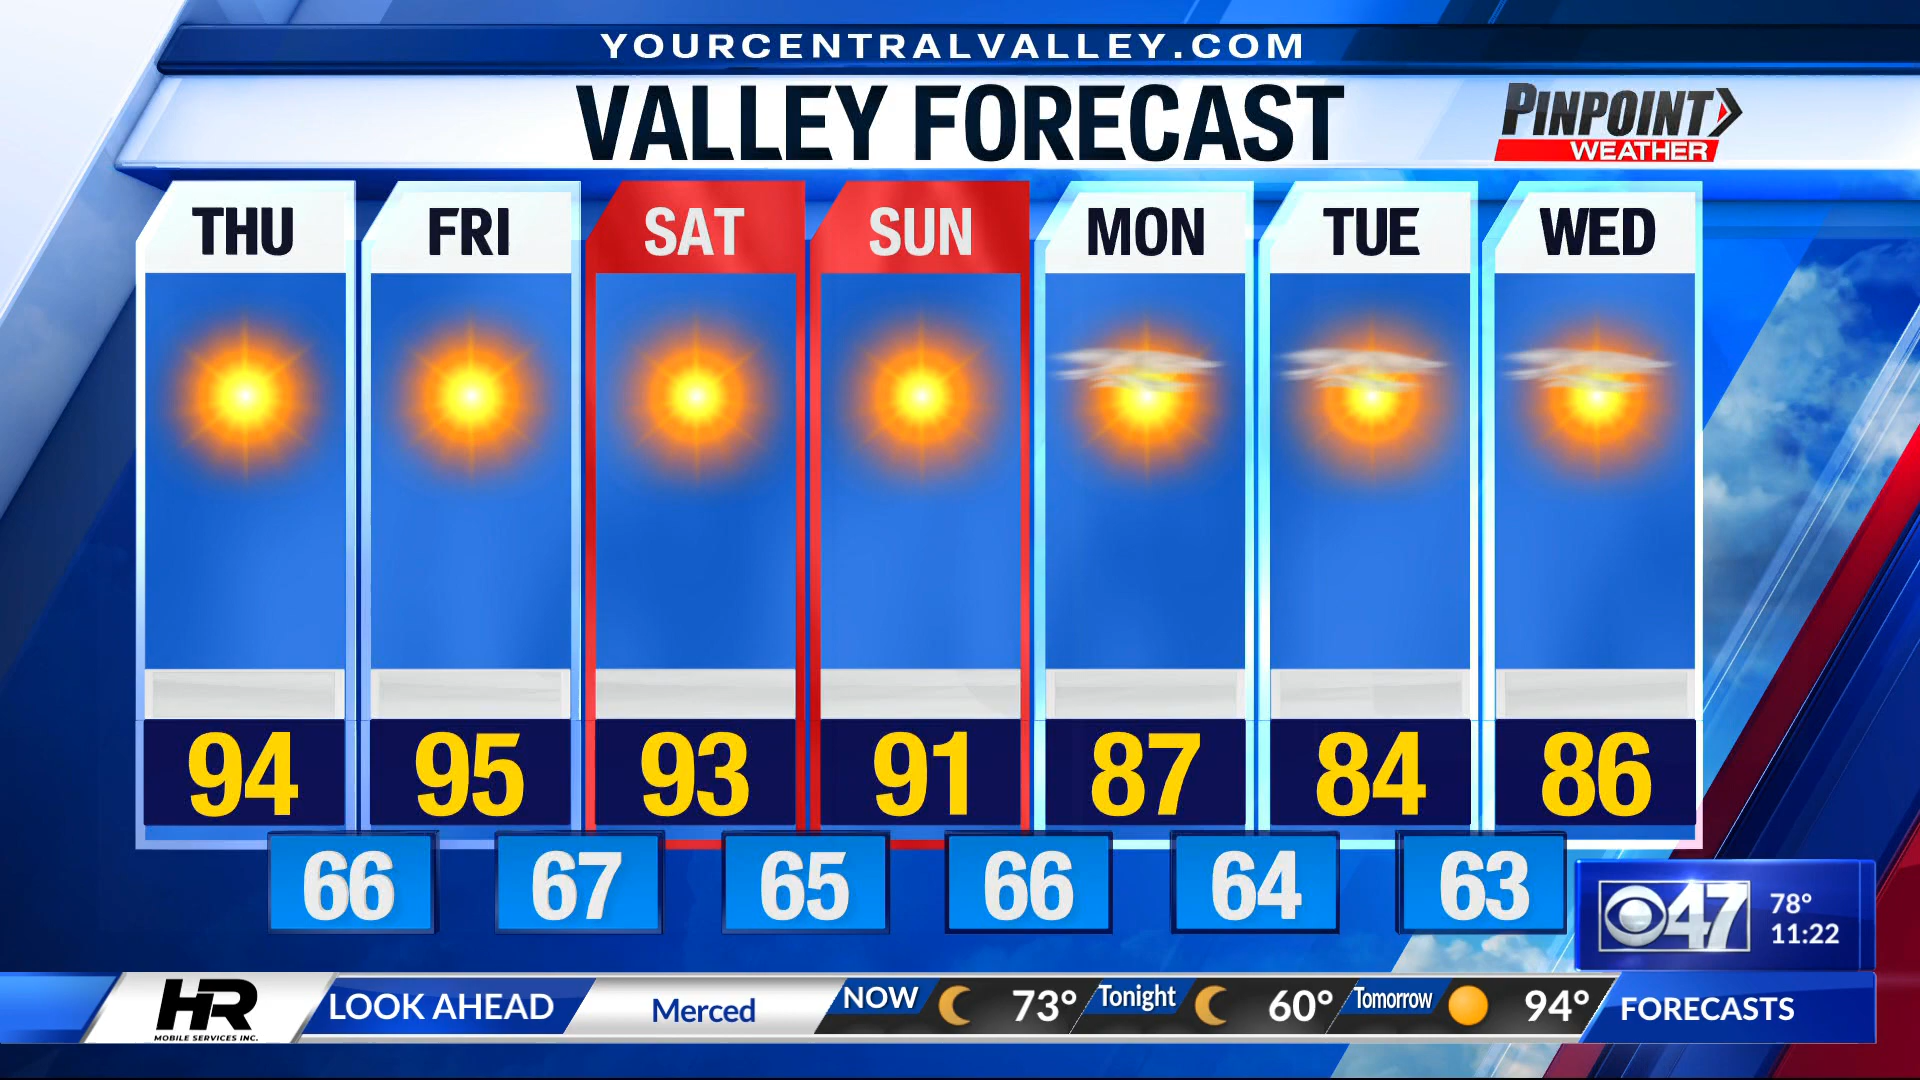 YOURCENTRALVALLEY.COM
VALLEY FORECAST
PINPOINT
WEATHER
THU FRI SAT SUN MON TUE WED
94 95 93 91 87 84 86
66 67 65 66 64 63
47
78°
11:22
HR
MOBILE SERVICES INC.
LOOK AHEAD
Merced
NOW 73°
Tonight 60°
Tomorrow 94°
FORECASTS